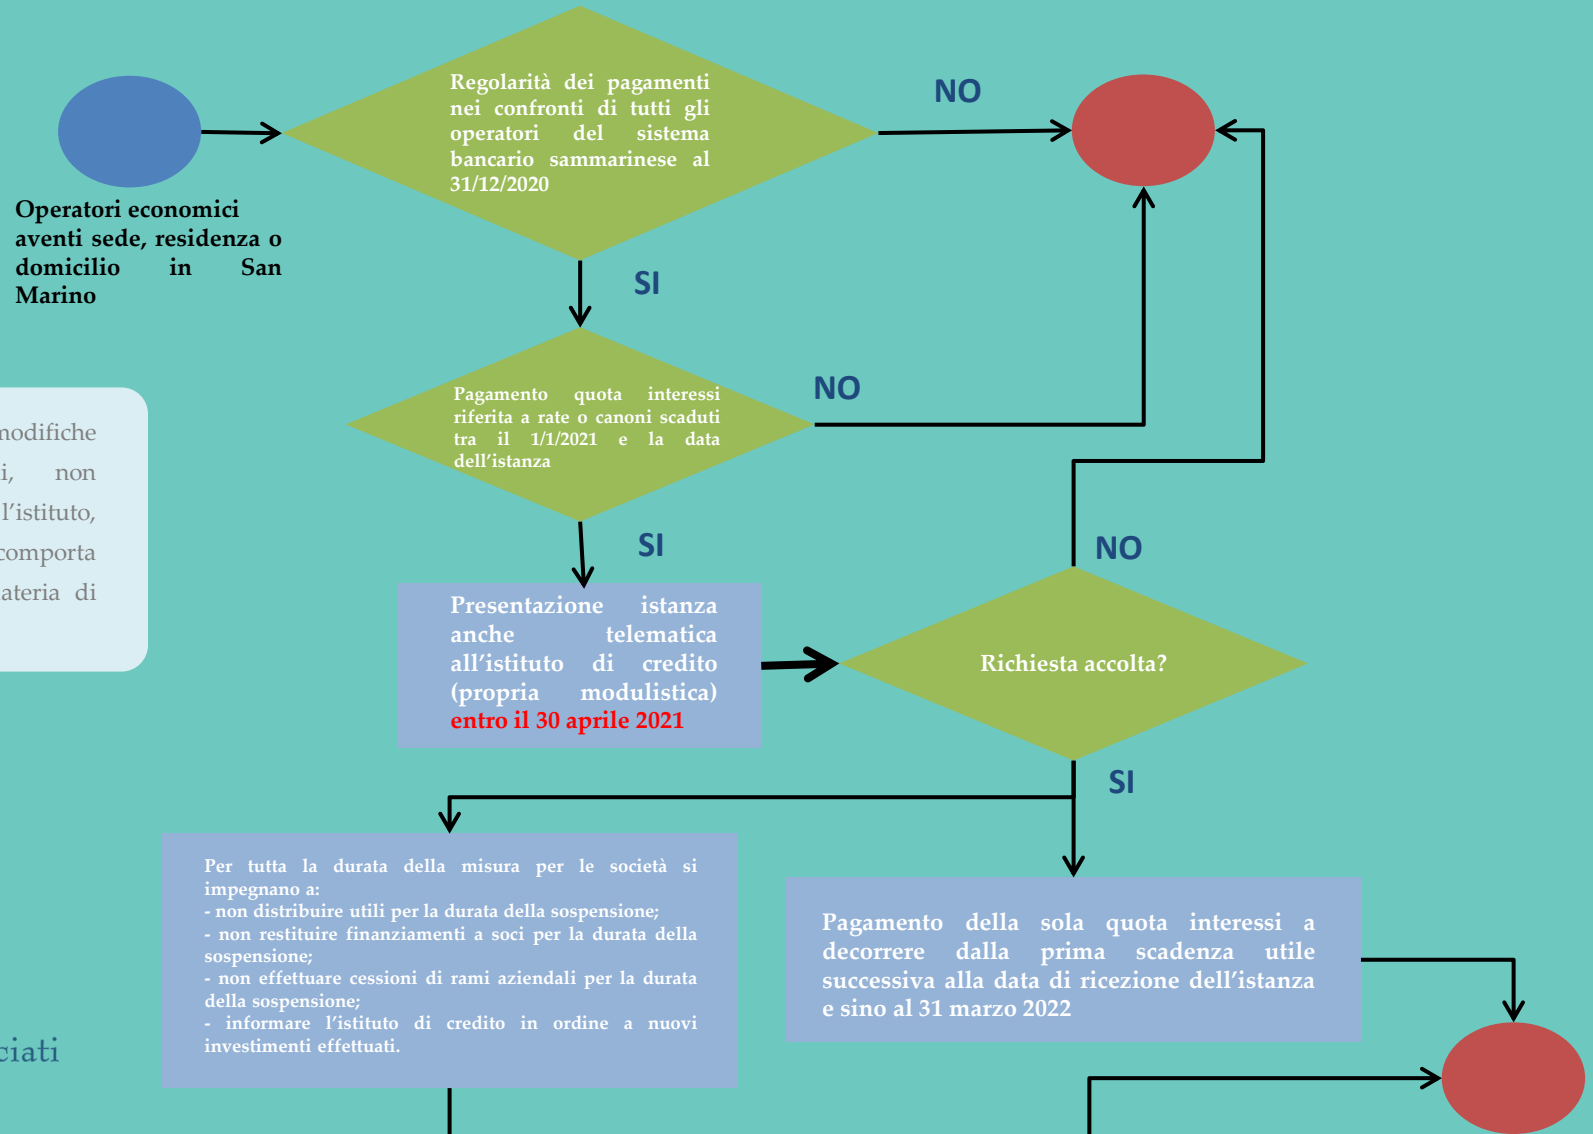 Regolarità dei pagamenti
nei confronti di tutti gli
operatori del sistema
bancario sammarinese al
31/12/2020
NO
Operatori economici
aventi sede, residenza o
domicilio in San
Marino
SI
Pagamento quota interessi
riferita a rate o canoni scaduti
tra il 1/1/2021 e la data
dell'istanza
NO
modifiche
i, non
l'istituto,
comporta
ateria di
SI
NO
Presentazione istanza
anche telematica
all'istituto di credito
(propria modulistica)
entro il 30 aprile 2021
Richiesta accolta?
SI
Per tutta la durata della misura per le società si
impegnano a:
- non distribuire utili per la durata della sospensione;
- non restituire finanziamenti a soci per la durata della
sospensione;
- non effettuare cessioni di rami aziendali per la durata
della sospensione;
- informare l'istituto di credito in ordine a nuovi
investimenti effettuati.
Pagamento della sola quota interessi a
decorrere dalla prima scadenza utile
successiva alla data di ricezione dell'istanza
e sino al 31 marzo 2022
ciati